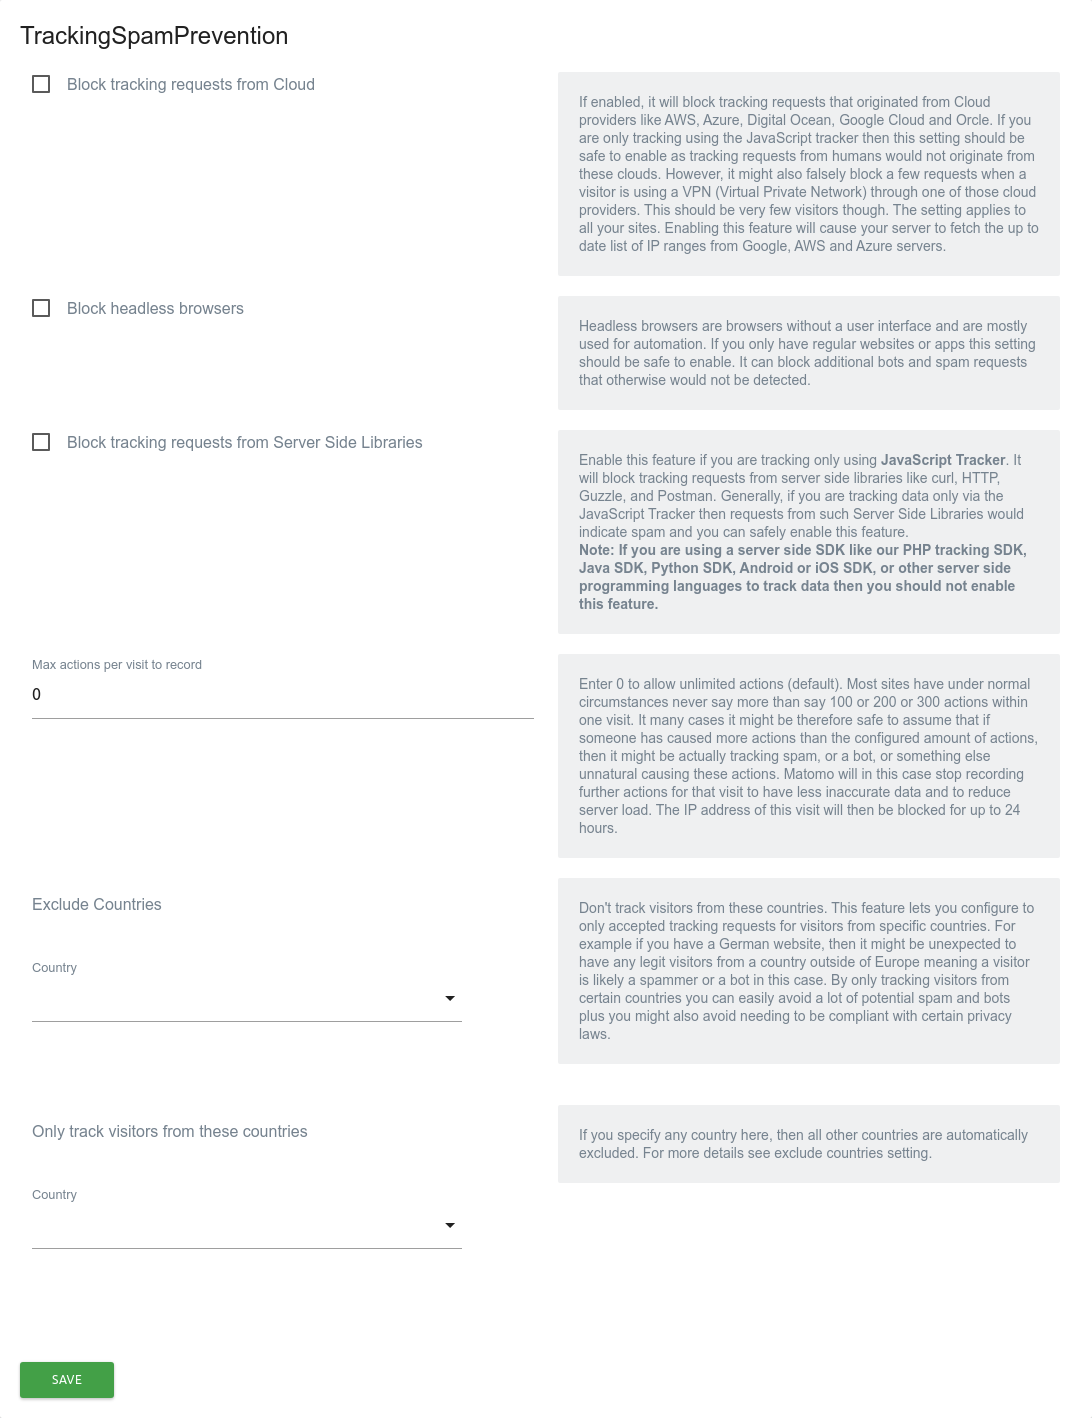 TrackingSpamPrevention
Block tracking requests from Cloud
If enabled, it will block tracking requests that originated from Cloud
providers like AWS, Azure, Digital Ocean, Google Cloud and Orcle. If you
are only tracking using the JavaScript tracker then this setting should be
safe to enable as tracking requests from humans would not originate from
these clouds. However, it might also falsely block a few requests when a
visitor is using a VPN (Virtual Private Network) through one of those cloud
providers. This should be very few visitors though. The setting applies to
all your sites. Enabling this feature will cause your server to fetch the up to
date list of IP ranges from Google, AWS and Azure servers.
Block headless browsers
Headless browsers are browsers without a user interface and are mostly
used for automation. If you only have regular websites or apps this setting
should be safe to enable. It can block additional bots and spam requests
that otherwise would not be detected.
Block tracking requests from Server Side Libraries
Enable this feature if you are tracking only using JavaScript Tracker. It
will block tracking requests from server side libraries like curl, HTTP,
Guzzle, and Postman. Generally, if you are tracking data only via the
JavaScript Tracker then requests from such Server Side Libraries would
indicate spam and you can safely enable this feature.
Note: If you are using a server side SDK like our PHP tracking SDK,
Java SDK, Python SDK, Android or iOS SDK, or other server side
programming languages to track data then you should not enable
this feature.
Max actions per visit to record
0
Enter 0 to allow unlimited actions (default). Most sites have under normal
circumstances never say more than say 100 or 200 or 300 actions within
one visit. It many cases it might be therefore safe to assume that if
someone has caused more actions than the configured amount of actions,
then it might be actually tracking spam, or a bot, or something else
unnatural causing these actions. Matomo will in this case stop recording
further actions for that visit to have less inaccurate data and to reduce
server load. The IP address of this visit will then be blocked for up to 24
hours.
Exclude Countries
Country
Don't track visitors from these countries. This feature lets you configure to
only accepted tracking requests for visitors from specific countries. For
example if you have a German website, then it might be unexpected to
have any legit visitors from a country outside of Europe meaning a visitor
is likely a spammer or a bot in this case. By only tracking visitors from
certain countries you can easily avoid a lot of potential spam and bots
plus you might also avoid needing to be compliant with certain privacy
laws.
Only track visitors from these countries
Country
If you specify any country here, then all other countries are automatically
excluded. For more details see exclude countries setting.
SAVE